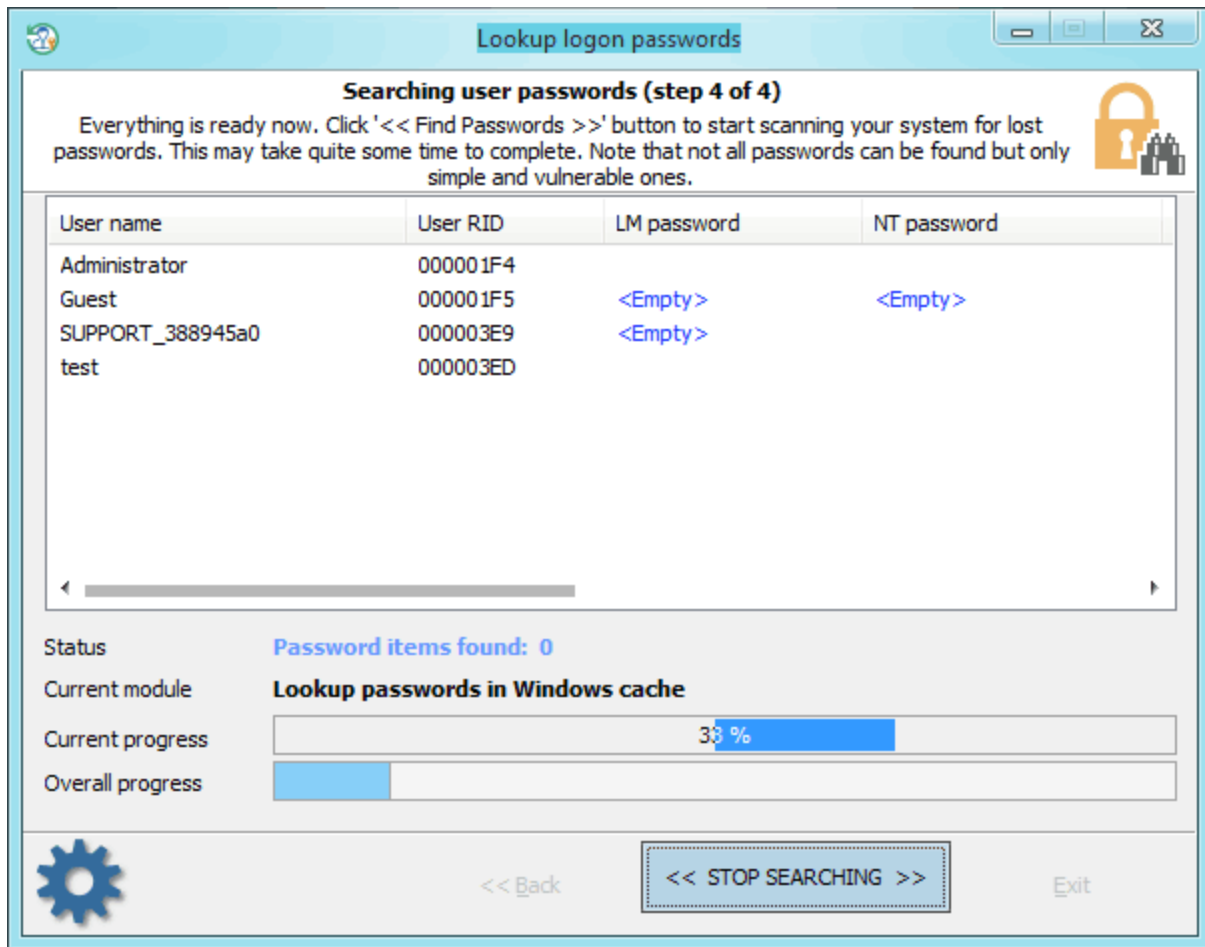 Lookup logon passwords
Searching user passwords (step 4 of 4)
Everything is ready now. Click '<< Find Passwords >>' button to start scanning your system for lost
passwords. This may take quite some time to complete. Note that not all passwords can be found but only
simple and vulnerable ones.
User name User RID LM password NT password
Administrator 000001F4
Guest 000001F5 <Empty> <Empty>
SUPPORT_388945a0 000003E9 <Empty>
test 000003ED
Status Password items found: 0
Current module Lookup passwords in Windows cache
Current progress 33 %
Overall progress
<< Back << STOP SEARCHING >> Exit